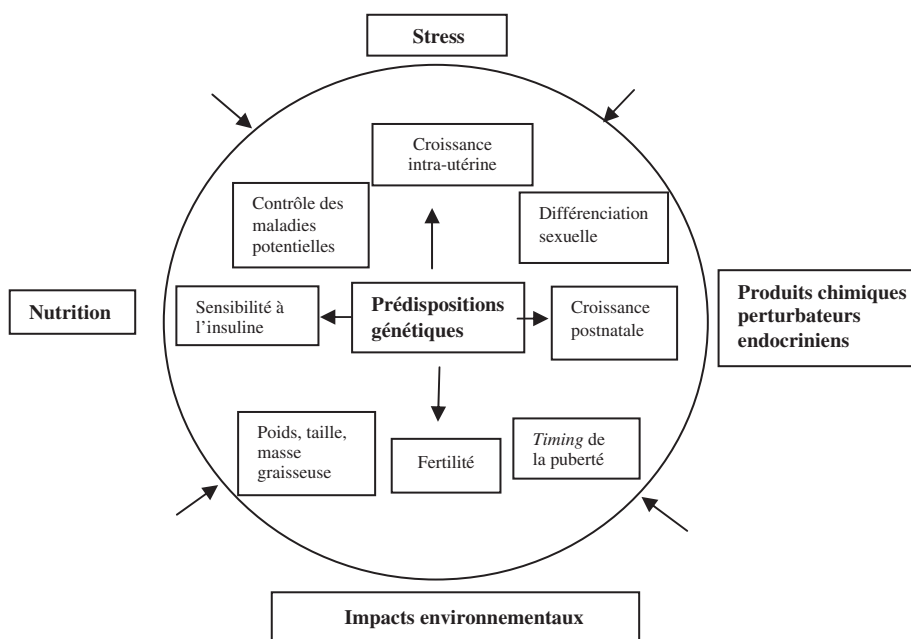 Stress
Croissance
intra-utérine
Contrôle des
maladies
potentielles
Différenciation
sexuelle
Nutrition
Sensibilité à
l’insuline
Prédispositions
génétiques
Croissance
postnatale
Produits chimiques
perturbateurs
endocriniens
Poids, taille,
masse
graisseuse
Fertilité
Timing de
la puberté
Impacts environnementaux